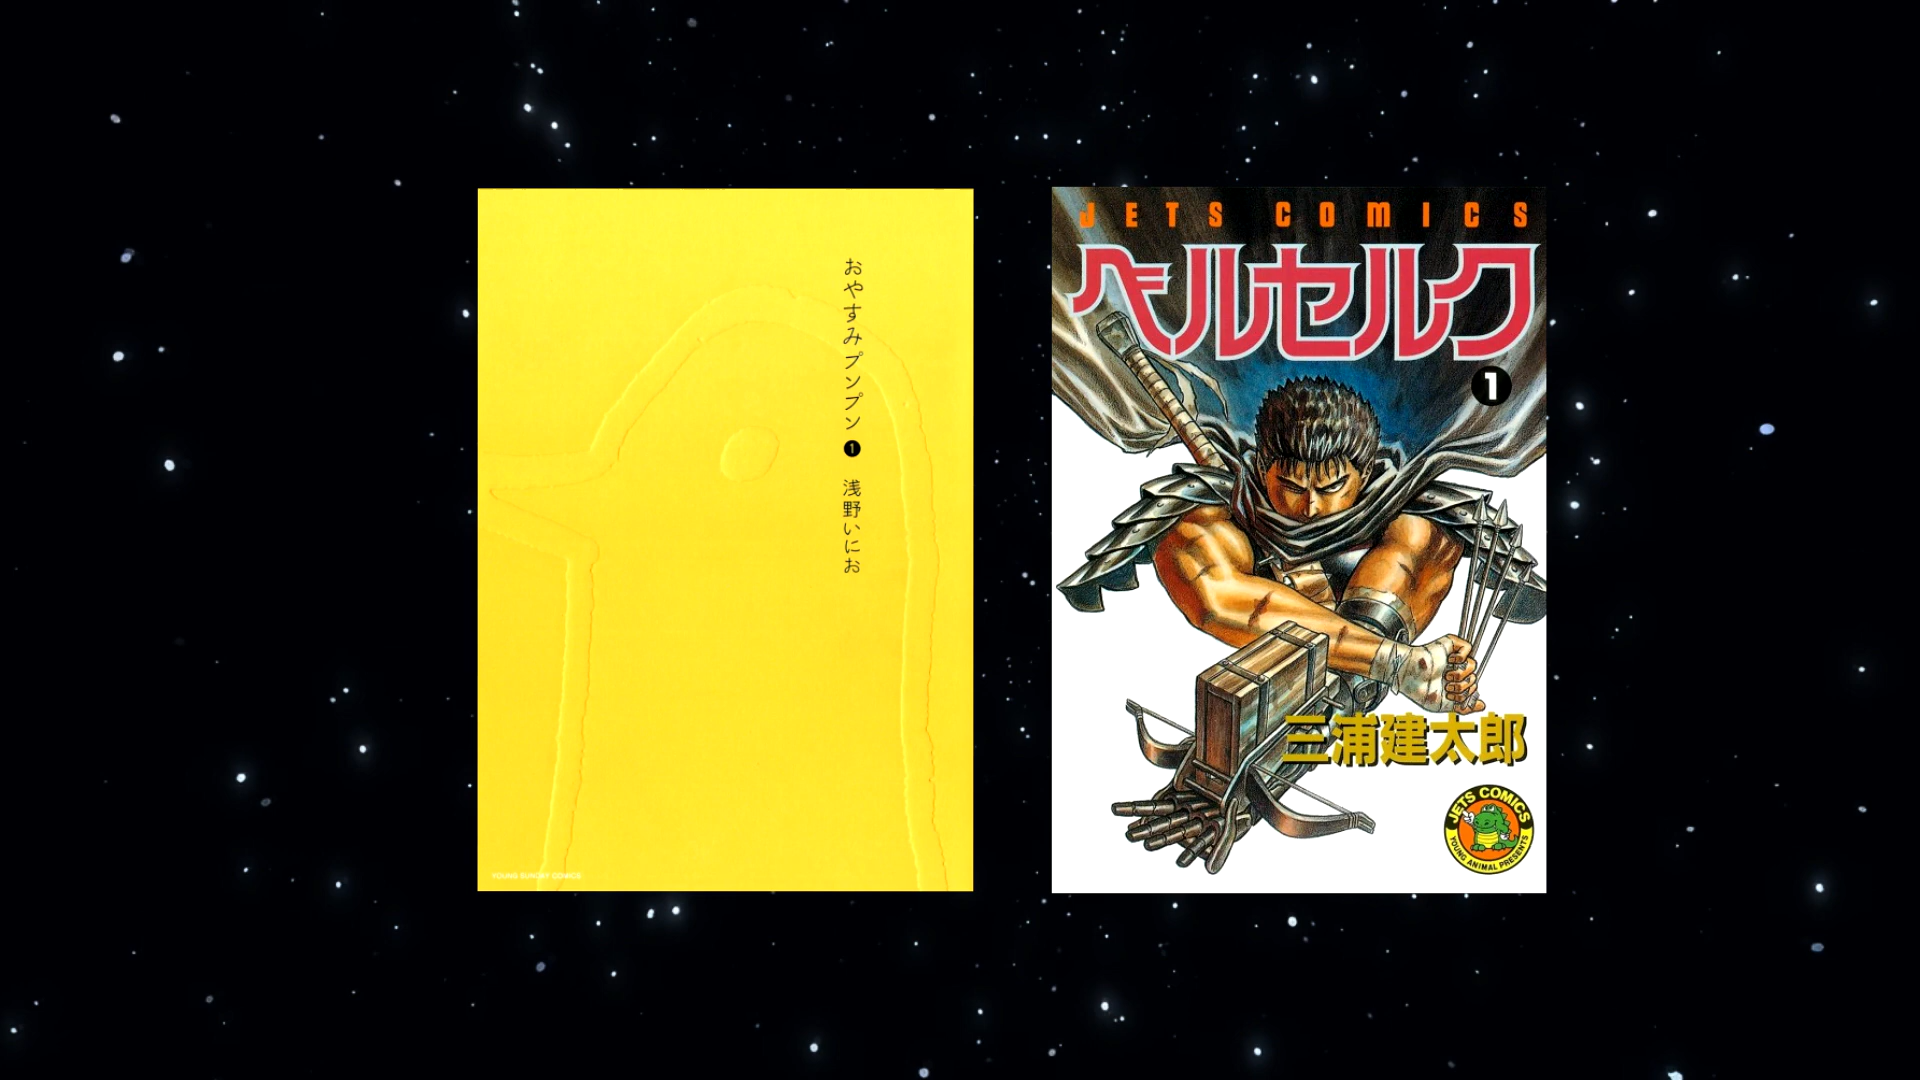 おやすみプンプン ❶ 浅野いにお
YOUNG SUNDAY COMICS
JETS COMICS
ベルセルク
1
三浦建太郎
JETS COMICS
YOUNG ANIMAL PRESENTS